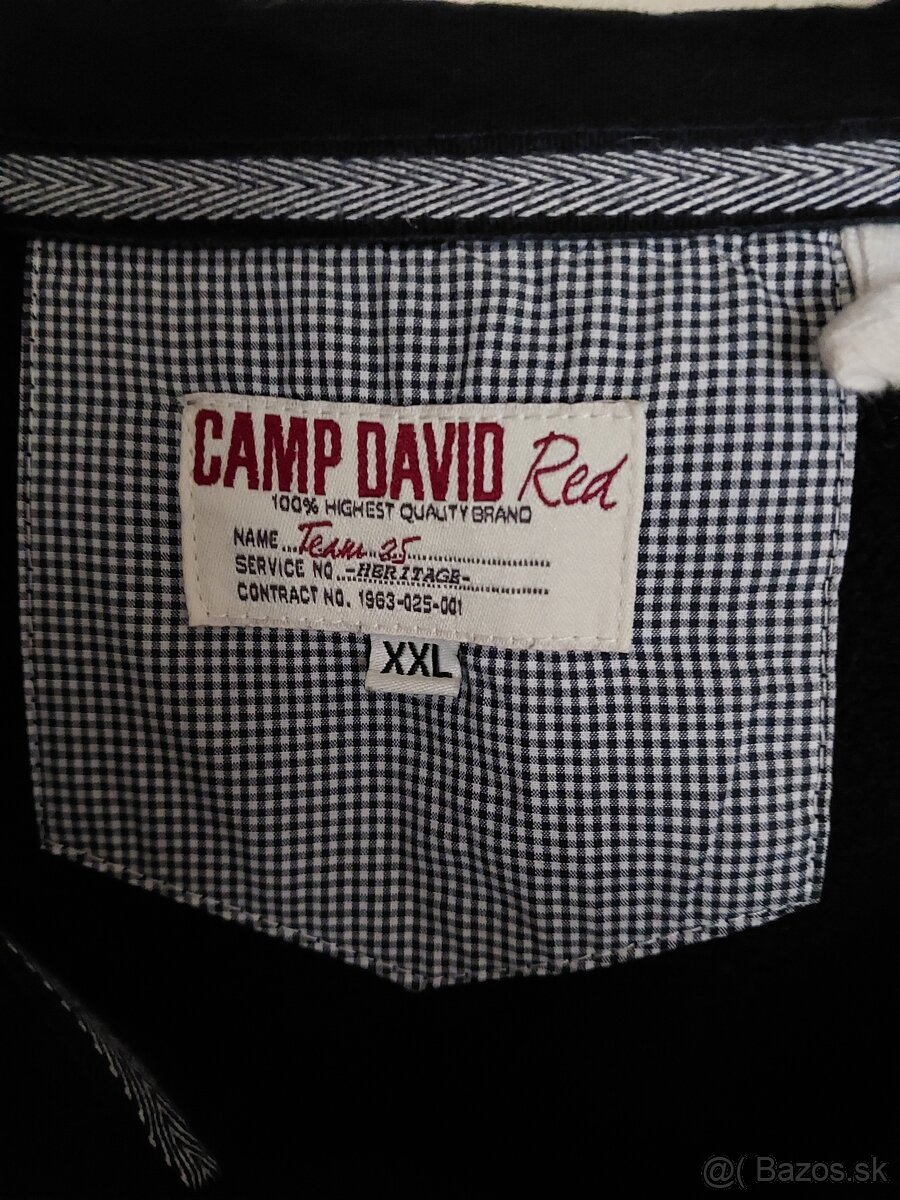 CAMP DAVID Red
100% HIGHEST QUALITY BRAND
NAME Team 25
SERVICE NO. -HERITAGE-
CONTRACT NO. 1963-025-001
XXL
@( Bazos.sk